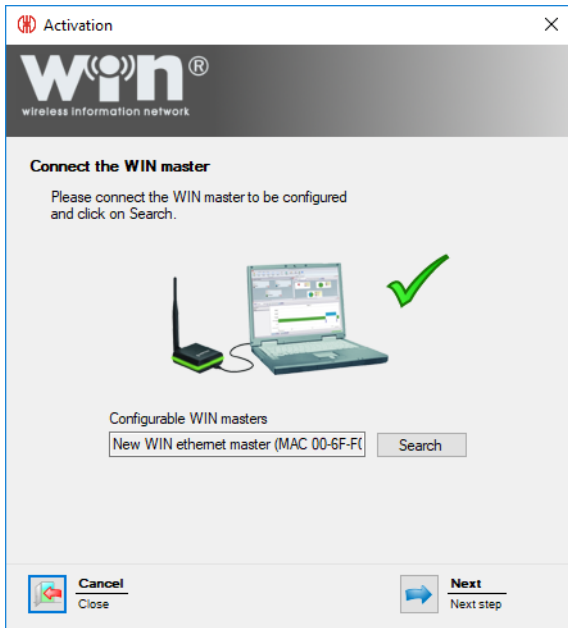 Activation
WIN®
wireless information network
Connect the WIN master
Please connect the WIN master to be configured
and click on Search.
Configurable WIN masters
New WIN ethernet master (MAC 00-6F-F(
Search
Cancel
Close
Next
Next step